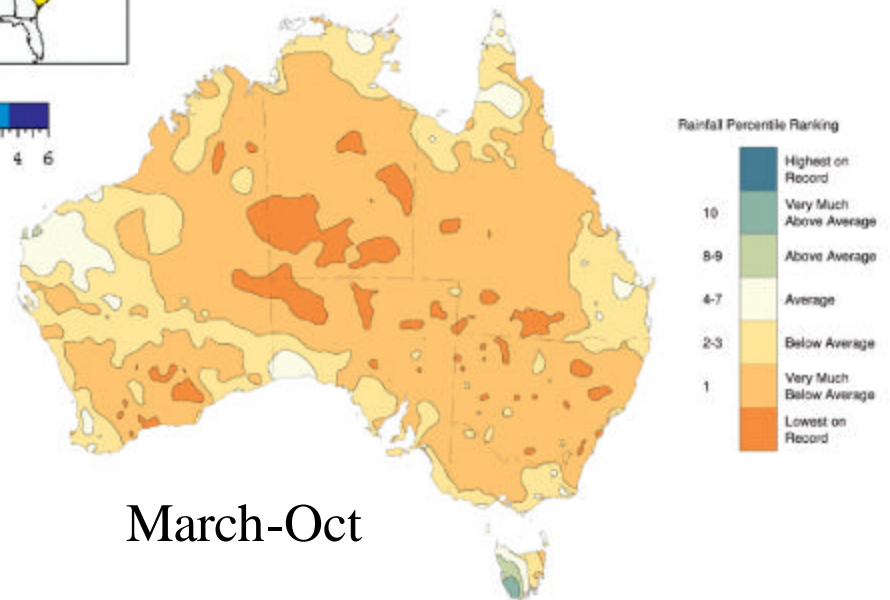 4 6
Rainfall Percentile Ranking
Highest on
Record
10
Very Much
Above Average
8-9
Above Average
4-7
Average
2-3
Below Average
1
Very Much
Below Average
Lowest on
Record
March-Oct